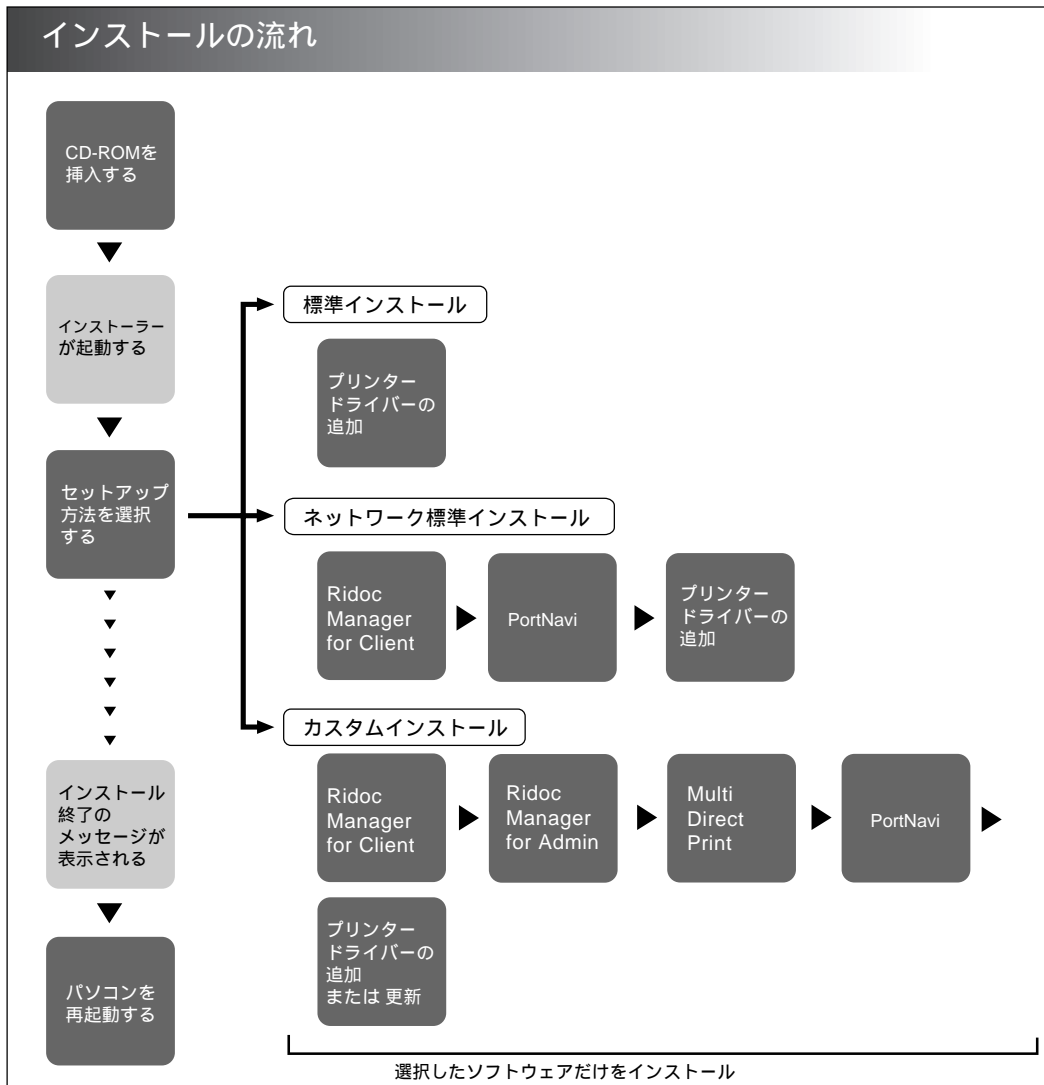 インストールの流れ
CD-ROMを
挿入する
インストーラー
が起動する
セットアップ
方法を選択
する
インストール
終了の
メッセージが
表示される
パソコンを
再起動する
標準インストール
プリンター
ドライバーの
追加
ネットワーク標準インストール
Ridoc
Manager
for Client
PortNavi
プリンター
ドライバーの
追加
カスタムインストール
Ridoc
Manager
for Client
Ridoc
Manager
for Admin
Multi
Direct
Print
PortNavi
プリンター
ドライバーの
追加
または 更新
選択したソフトウェアだけをインストール